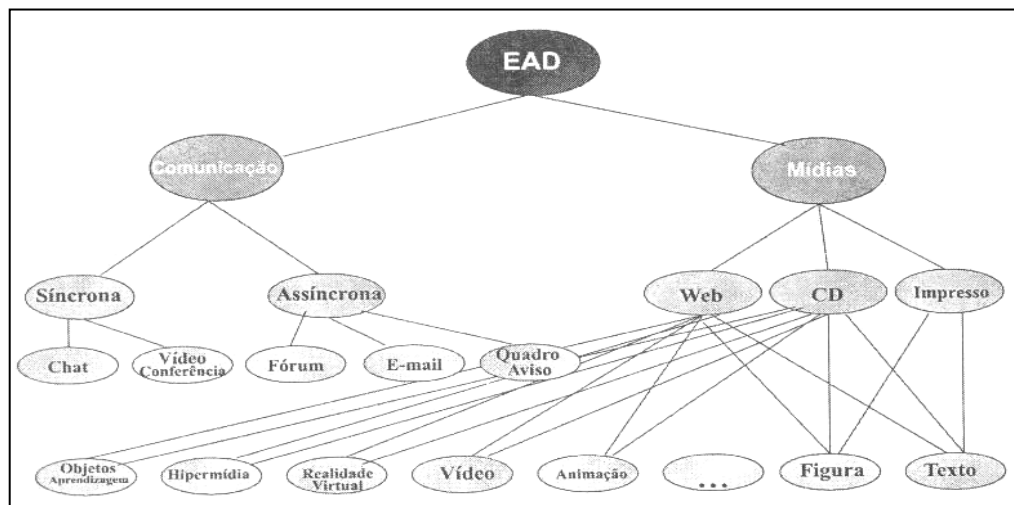 EAD
Comunicação
Mídias
Síncrona
Assíncrona
Web
CD
Impresso
Chat
Vídeo
Conferência
Fórum
E-mail
Quadro
Aviso
Objetos
Aprendizagem
Hipermídia
Realidade
Virtual
Vídeo
Animação
...
Figura
Texto